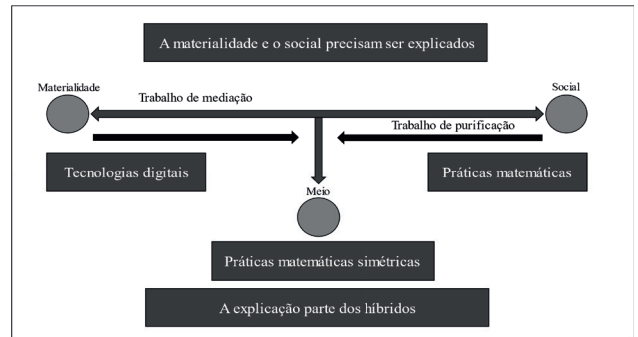 A materialidade e o social precisam ser explicados
Materialidade
Social
Trabalho de mediação
Trabalho de purificação
Tecnologias digitais
Práticas matemáticas
Meio
Práticas matemáticas simétricas
A explicação parte dos híbridos